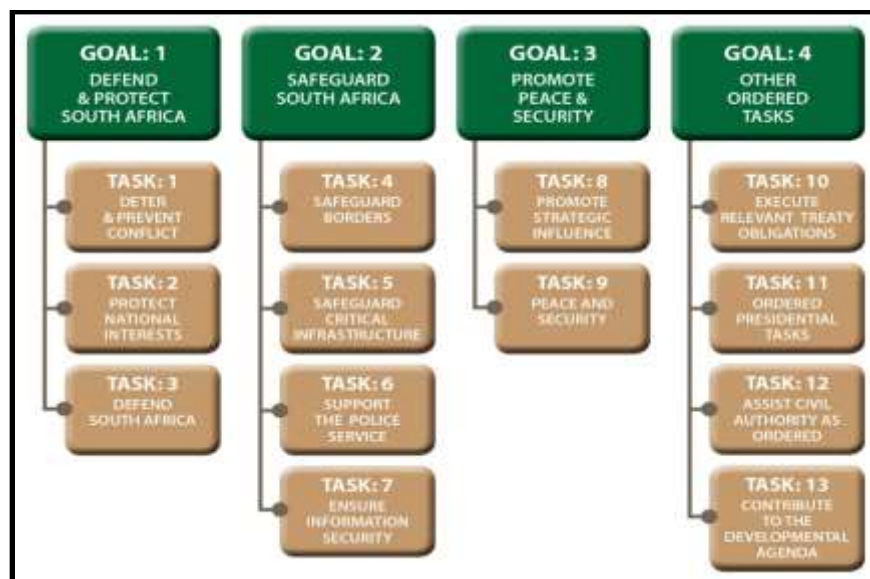 GOAL: 1
DEFEND
& PROTECT
SOUTH AFRICA
TASK: 1
DETER
& PREVENT
CONFLICT
TASK: 2
PROTECT
NATIONAL
INTERESTS
TASK: 3
DEFEND
SOUTH AFRICA
GOAL: 2
SAFEGUARD
SOUTH AFRICA
TASK: 4
SAFEGUARD
BORDERS
TASK: 5
SAFEGUARD
CRITICAL
INFRASTRUCTURE
TASK: 6
SUPPORT
THE POLICE
SERVICE
TASK: 7
ENSURE
INFORMATION
SECURITY
GOAL: 3
PROMOTE
PEACE &
SECURITY
TASK: 8
PROMOTE
STRATEGIC
INFLUENCE
TASK: 9
PEACE AND
SECURITY
GOAL: 4
OTHER
ORDERED
TASKS
TASK: 10
EXECUTE
RELEVANT TREATY
OBLIGATIONS
TASK: 11
ORDERED
PRESIDENTIAL
TASKS
TASK: 12
ASSIST CIVIL
AUTHORITY AS
ORDERED
TASK: 13
CONTRIBUTE
TO THE
DEVELOPMENTAL
AGENDA